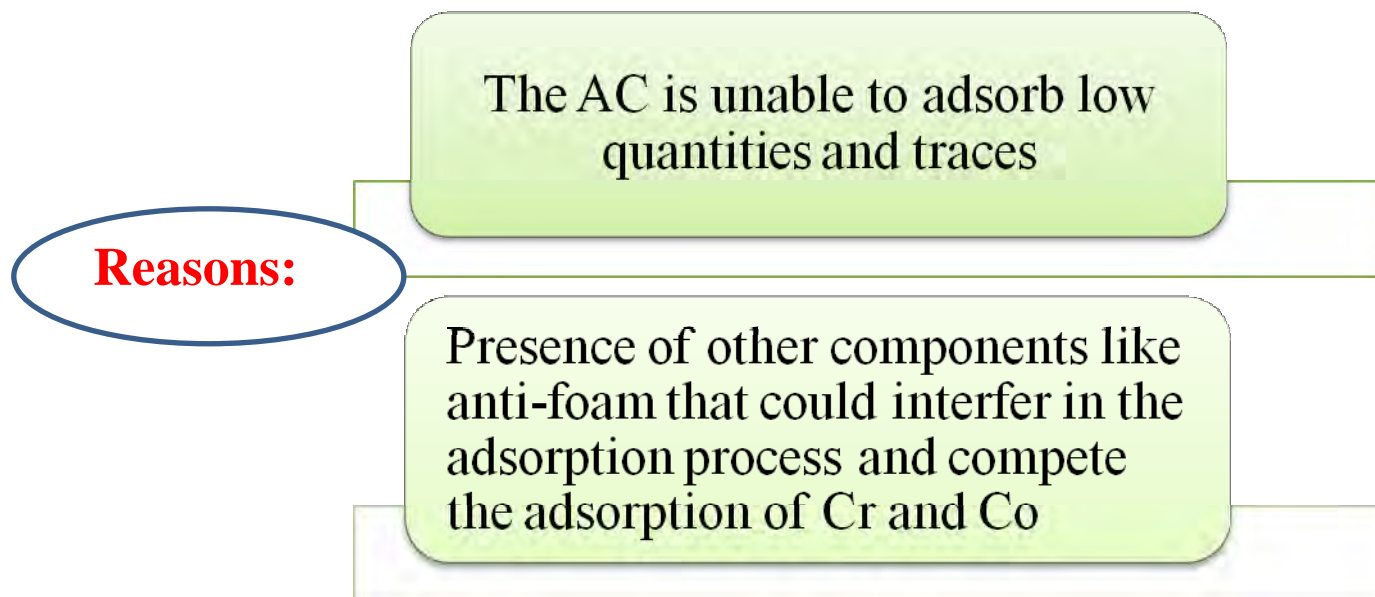 The AC is unable to adsorb low
quantities and traces
Reasons:
Presence of other components like
anti-foam that could interfer in the
adsorption process and compete
the adsorption of Cr and Co